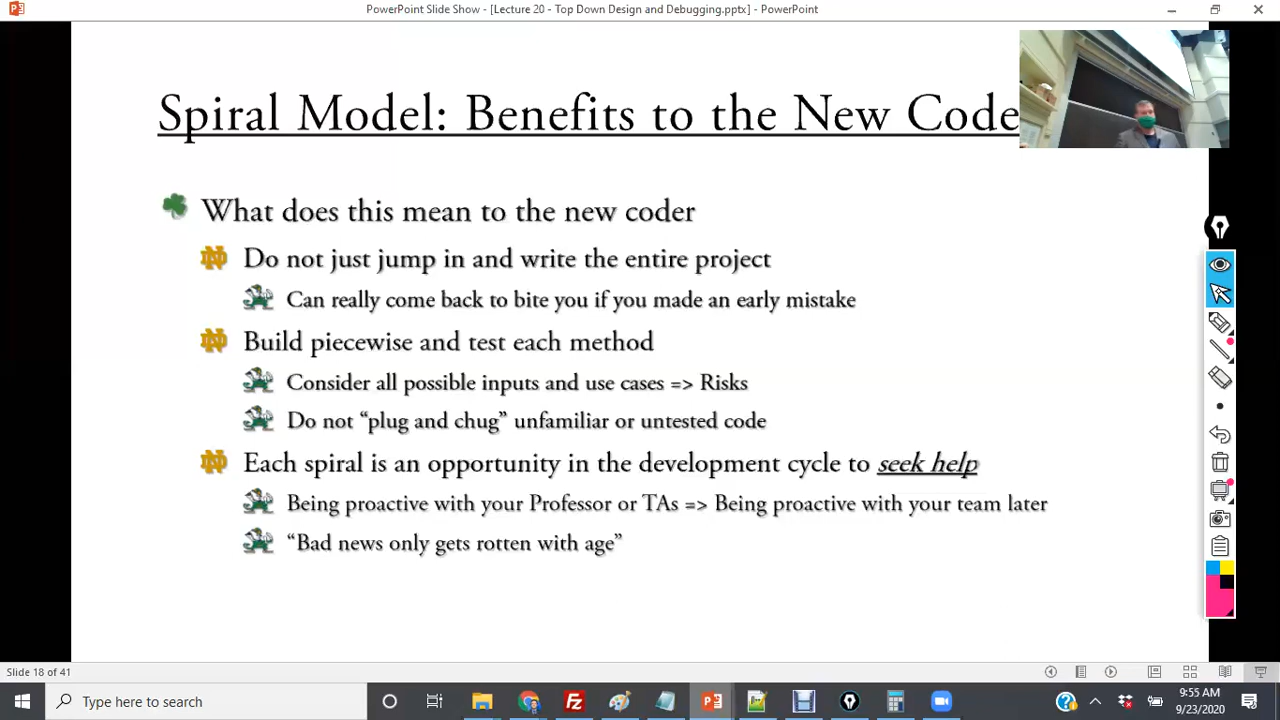 PowerPoint Slide Show - [Lecture 20 - Top Down Design and Debugging.pptx] - PowerPoint
Spiral Model: Benefits to the New Code
What does this mean to the new coder
Do not just jump in and write the entire project
Can really come back to bite you if you made an early mistake
Build piecewise and test each method
Consider all possible inputs and use cases => Risks
Do not “plug and chug” unfamiliar or untested code
Each spiral is an opportunity in the development cycle to seek help
Being proactive with your Professor or TAs => Being proactive with your team later
“Bad news only gets rotten with age”
Slide 18 of 41
Type here to search
9:55 AM
9/23/2020